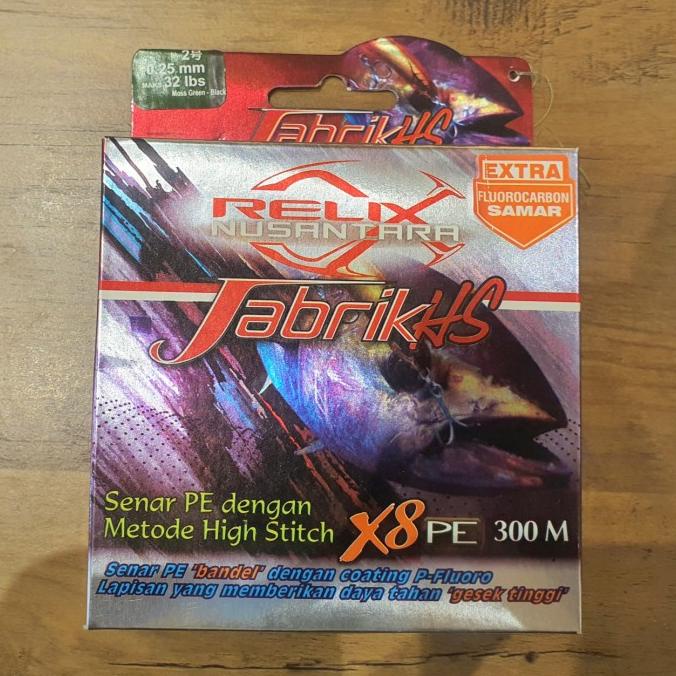 2号
0.25 mm
MAKS 32 lbs
Moss Green - Black
JabrikHS
EXTRA
FLUOROCARBON
SAMAR
RELIX
NUSANTARA
JabrikHS
Senar PE dengan
Metode High Stitch X8 PE 300 M
Senar PE 'bandel' dengan coating P-Fluoro
Lapisan yang memberikan daya tahan 'gesek tinggi'